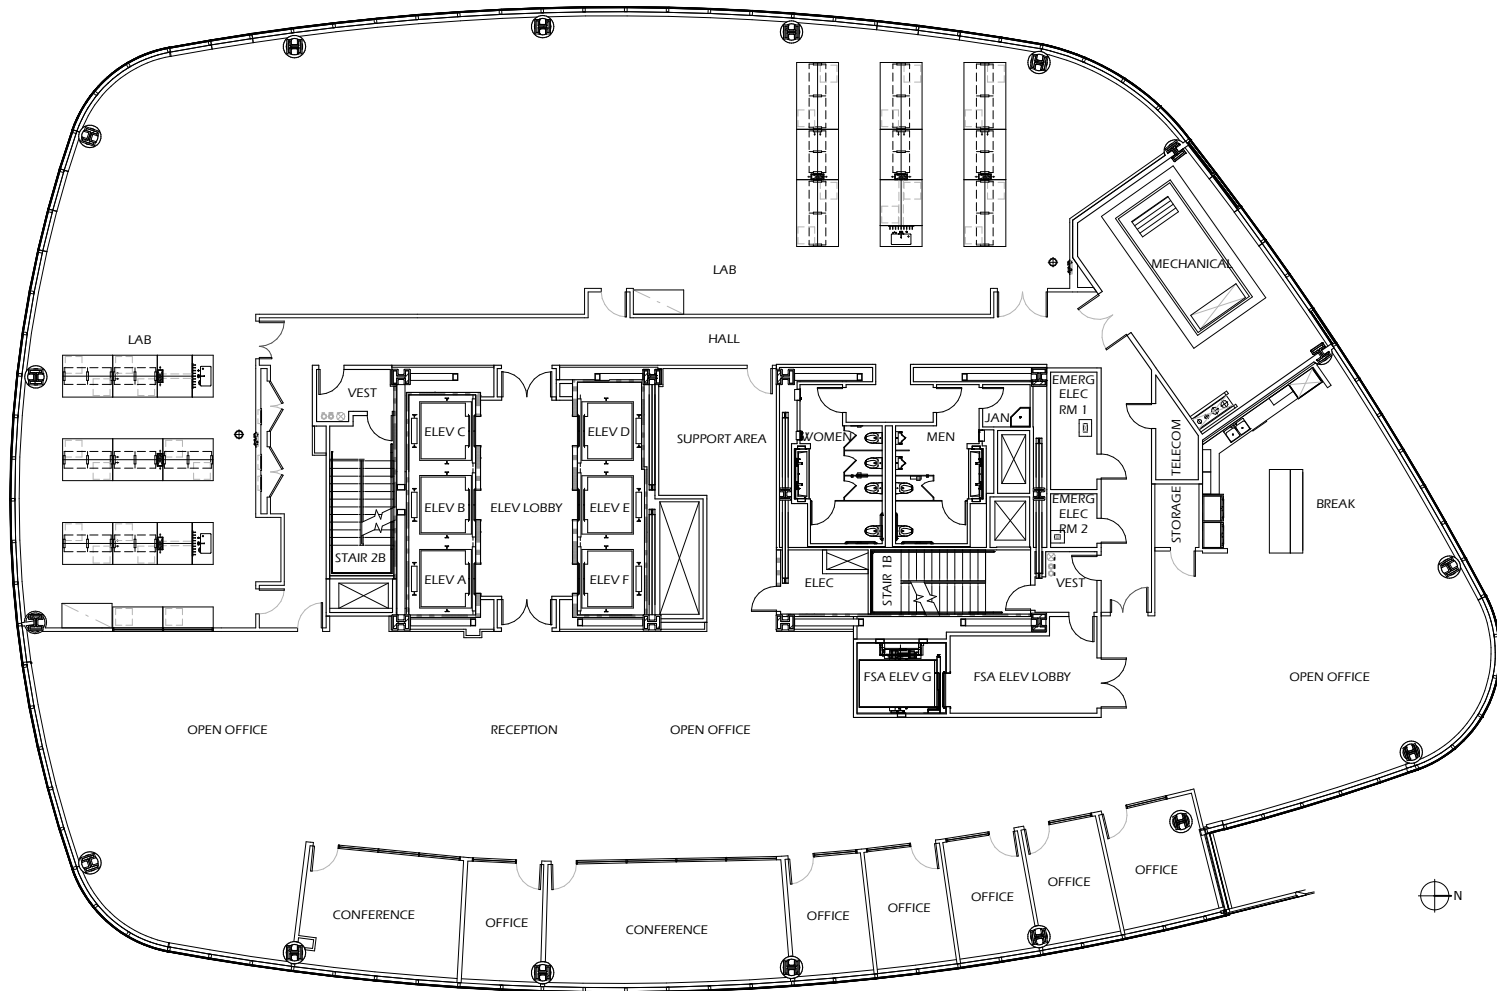 LAB
MECHANICAL
LAB
HALL
VEST
EMERG
ELEC
RM 1
ELEV C
ELEV D
SUPPORT AREA
WOMEN
MEN
JAN
TELECOM
ELEV B
ELEV LOBBY
ELEV E
EMERG
ELEC
RM 2
STORAGE
BREAK
STAIR 2B
ELEV A
ELEV F
ELEC
STAIR 1B
VEST
FSA ELEV G
FSA ELEV LOBBY
OPEN OFFICE
OPEN OFFICE
RECEPTION
OPEN OFFICE
CONFERENCE
OFFICE
CONFERENCE
OFFICE
OFFICE
OFFICE
OFFICE
OFFICE
N